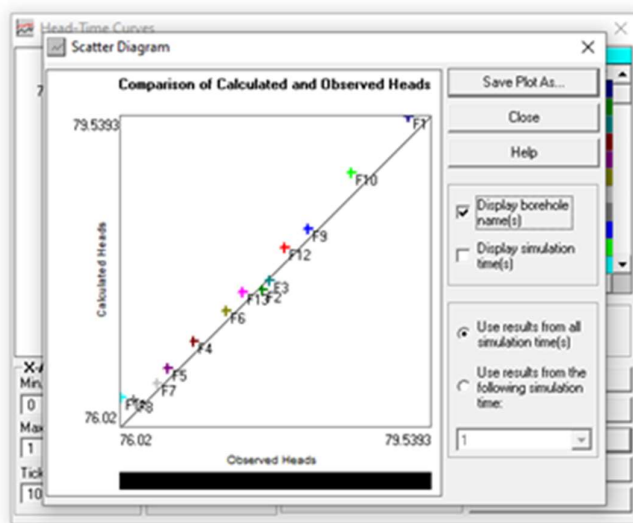 Head-Time Curves
Scatter Diagram
Comparison of Calculated and Observed Heads
79.5393
Calculated Heads
F1
F10
F9
F12
F3
F13
F2
F6
F4
F5
F7
F8
76.02
76.02
79.5393
Observed Heads
Save Plot As...
Close
Help
Display borehole
name(s)
Display simulation
time(s)
Use results from all
simulation time(s)
Use results from the
following simulation
time:
1
X-A
Min.
0
Max
1
Tick
10